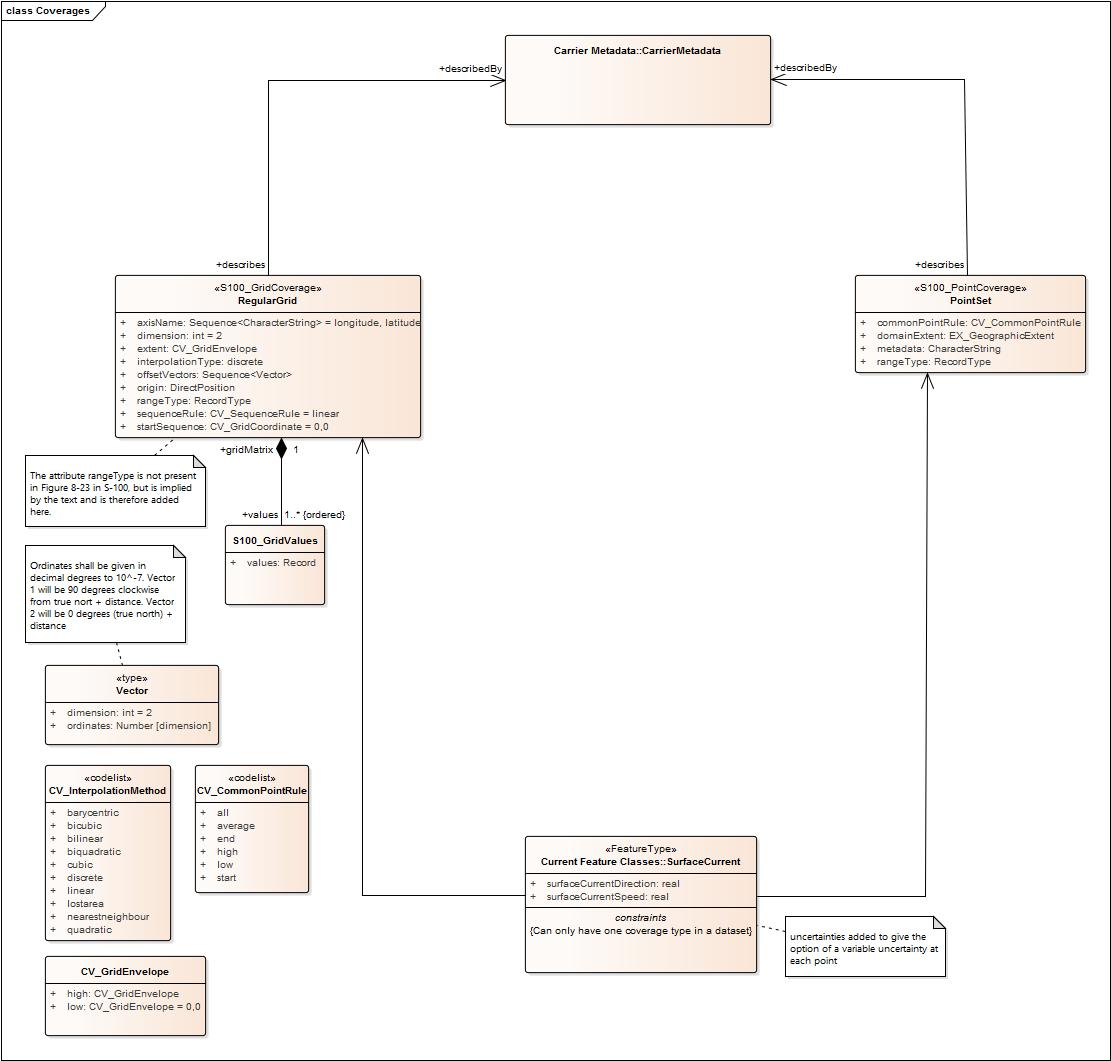 class Coverages
Carrier Metadata::CarrierMetadata
+describedBy
+describedBy
+describes
+describes
«S100_GridCoverage»
RegularGrid
+ axisName: Sequence<CharacterString> = longitude, latitude
+ dimension: int = 2
+ extent: CV_GridEnvelope
+ interpolationType: discrete
+ offsetVectors: Sequence<Vector>
+ origin: DirectPosition
+ rangeType: RecordType
+ sequenceRule: CV_SequenceRule = linear
+ startSequence: CV_GridCoordinate = 0,0
«S100_PointCoverage»
PointSet
+ commonPointRule: CV_CommonPointRule
+ domainExtent: EX_GeographicExtent
+ metadata: CharacterString
+ rangeType: RecordType
+gridMatrix 1
The attribute rangeType is not present
in Figure 8-23 in S-100, but is implied
by the text and is therefore added
here.
+values 1..* {ordered}
S100_GridValues
+ values: Record
Ordinates shall be given in
decimal degrees to 10^-7. Vector
1 will be 90 degrees clockwise
from true nort + distance. Vector
2 will be 0 degrees (true north) +
distance
«type»
Vector
+ dimension: int = 2
+ ordinates: Number [dimension]
«codelist»
CV_InterpolationMethod
+ barycentric
+ bicubic
+ bilinear
+ biquadratic
+ cubic
+ discrete
+ linear
+ lostarea
+ nearestneighbour
+ quadratic
«codelist»
CV_CommonPointRule
+ all
+ average
+ end
+ high
+ low
+ start
«FeatureType»
Current Feature Classes::SurfaceCurrent
+ surfaceCurrentDirection: real
+ surfaceCurrentSpeed: real
constraints
{Can only have one coverage type in a dataset}
uncertainties added to give the
option of a variable uncertainty at
each point
CV_GridEnvelope
+ high: CV_GridEnvelope
+ low: CV_GridEnvelope = 0,0